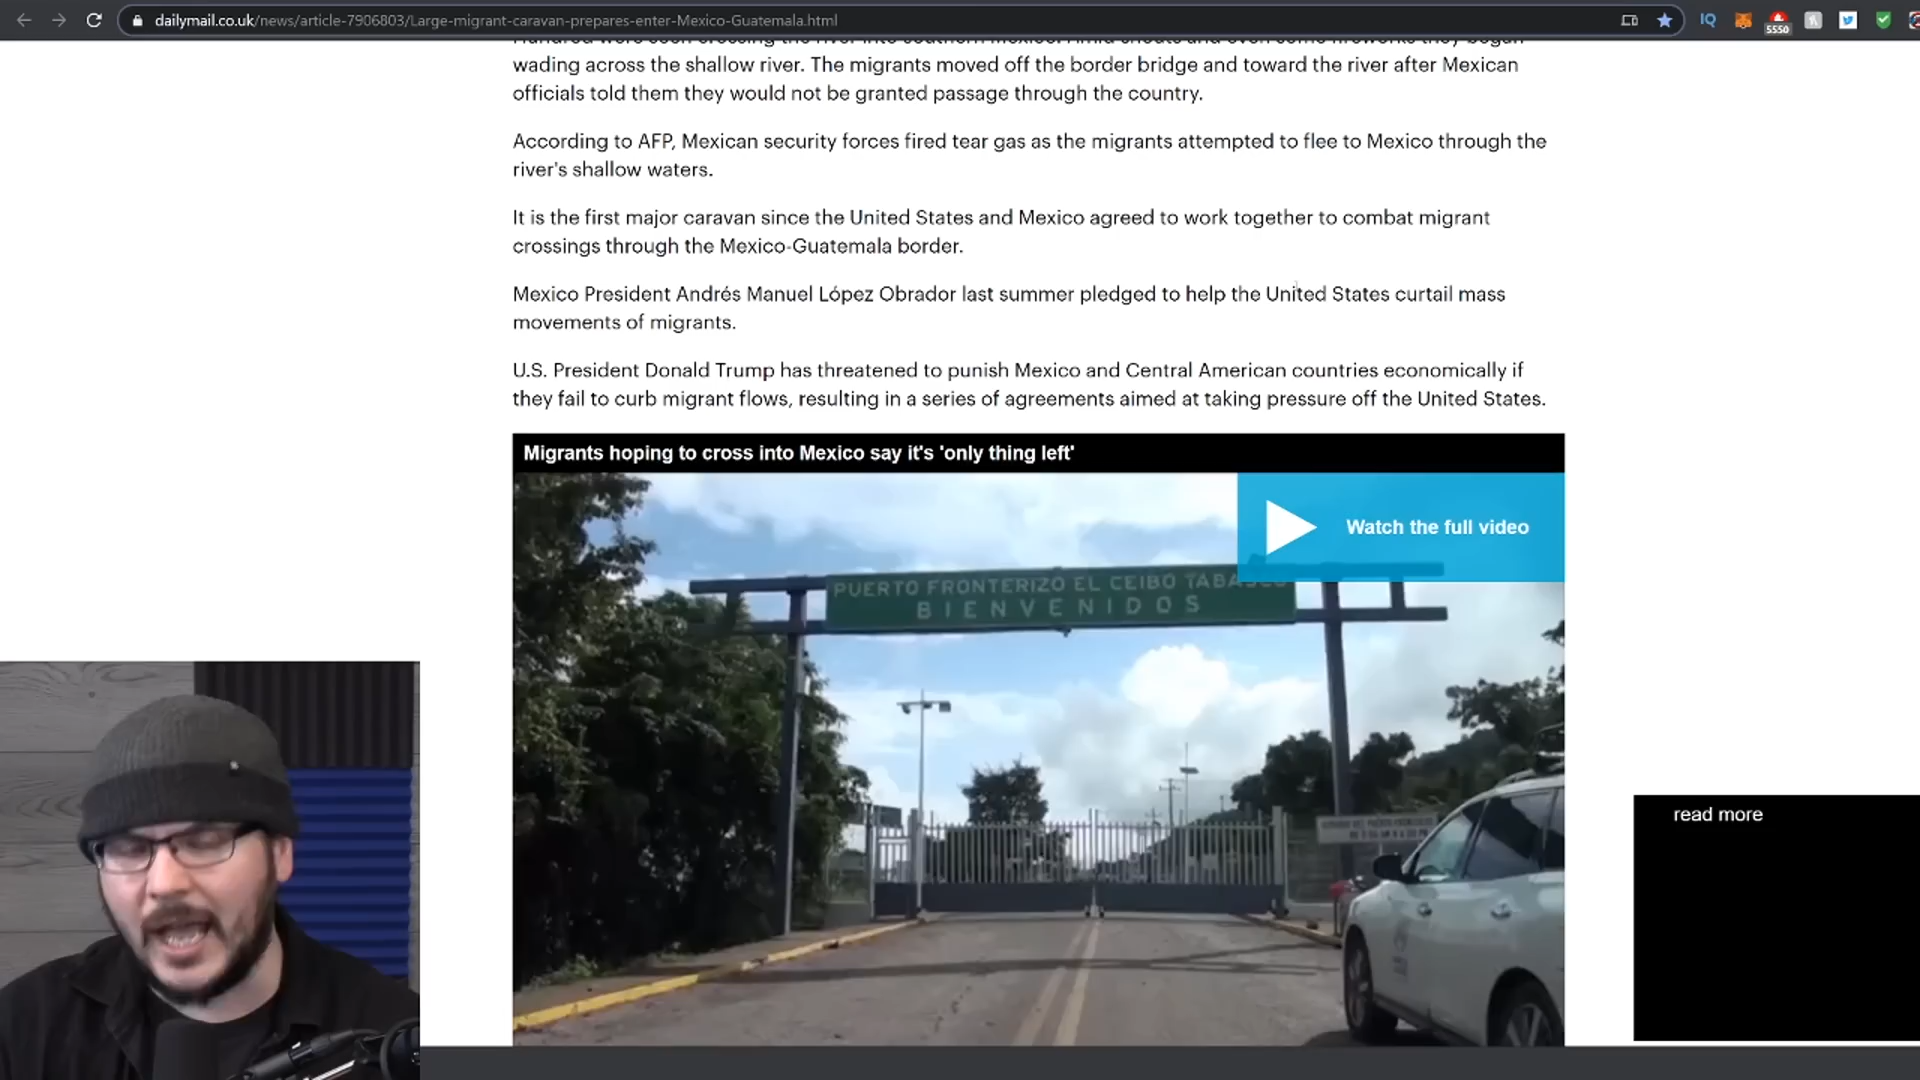 dailymail.co.uk/news/article-7906803/Large-migrant-caravan-prepares-enter-Mexico-Guatemala.html
IQ
5550
wading across the shallow river. The migrants moved off the border bridge and toward the river after Mexican
officials told them they would not be granted passage through the country.
According to AFP, Mexican security forces fired tear gas as the migrants attempted to flee to Mexico through the
river's shallow waters.
It is the first major caravan since the United States and Mexico agreed to work together to combat migrant
crossings through the Mexico-Guatemala border.
Mexico President Andrés Manuel López Obrador last summer pledged to help the United States curtail mass
movements of migrants.
U.S. President Donald Trump has threatened to punish Mexico and Central American countries economically if
they fail to curb migrant flows, resulting in a series of agreements aimed at taking pressure off the United States.
Migrants hoping to cross into Mexico say it's 'only thing left'
Watch the full video
PUERTO FRONTERIZO EL CEIBO
BIENVENIDOS
read more